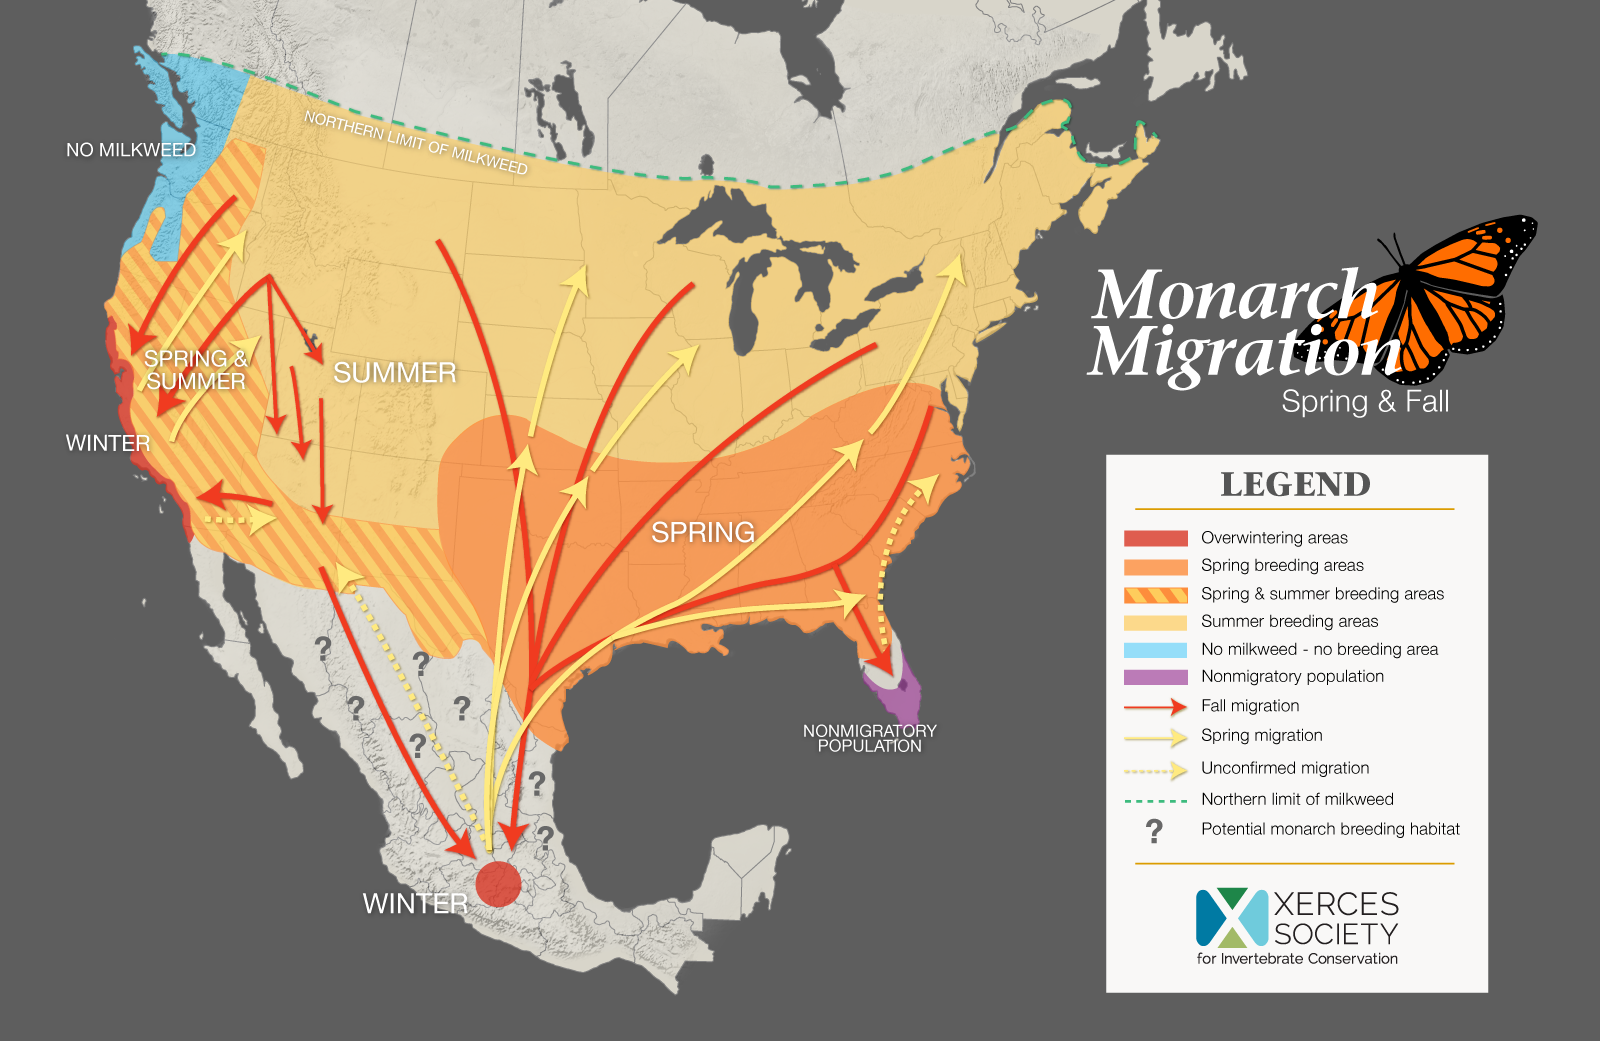 NORTHERN LIMIT OF MILKWEED
NO MILKWEED
Monarch
Migration
Spring & Fall
SPRING &
SUMMER
SUMMER
WINTER
SPRING
?
?
?
?
?
?
?
NONMIGRATORY
POPULATION
WINTER
LEGEND
Overwintering areas
Spring breeding areas
Spring & summer breeding areas
Summer breeding areas
No milkweed - no breeding area
Nonmigratory population
Fall migration
Spring migration
Unconfirmed migration
Northern limit of milkweed
? Potential monarch breeding habitat
XERCES
SOCIETY
for Invertebrate Conservation